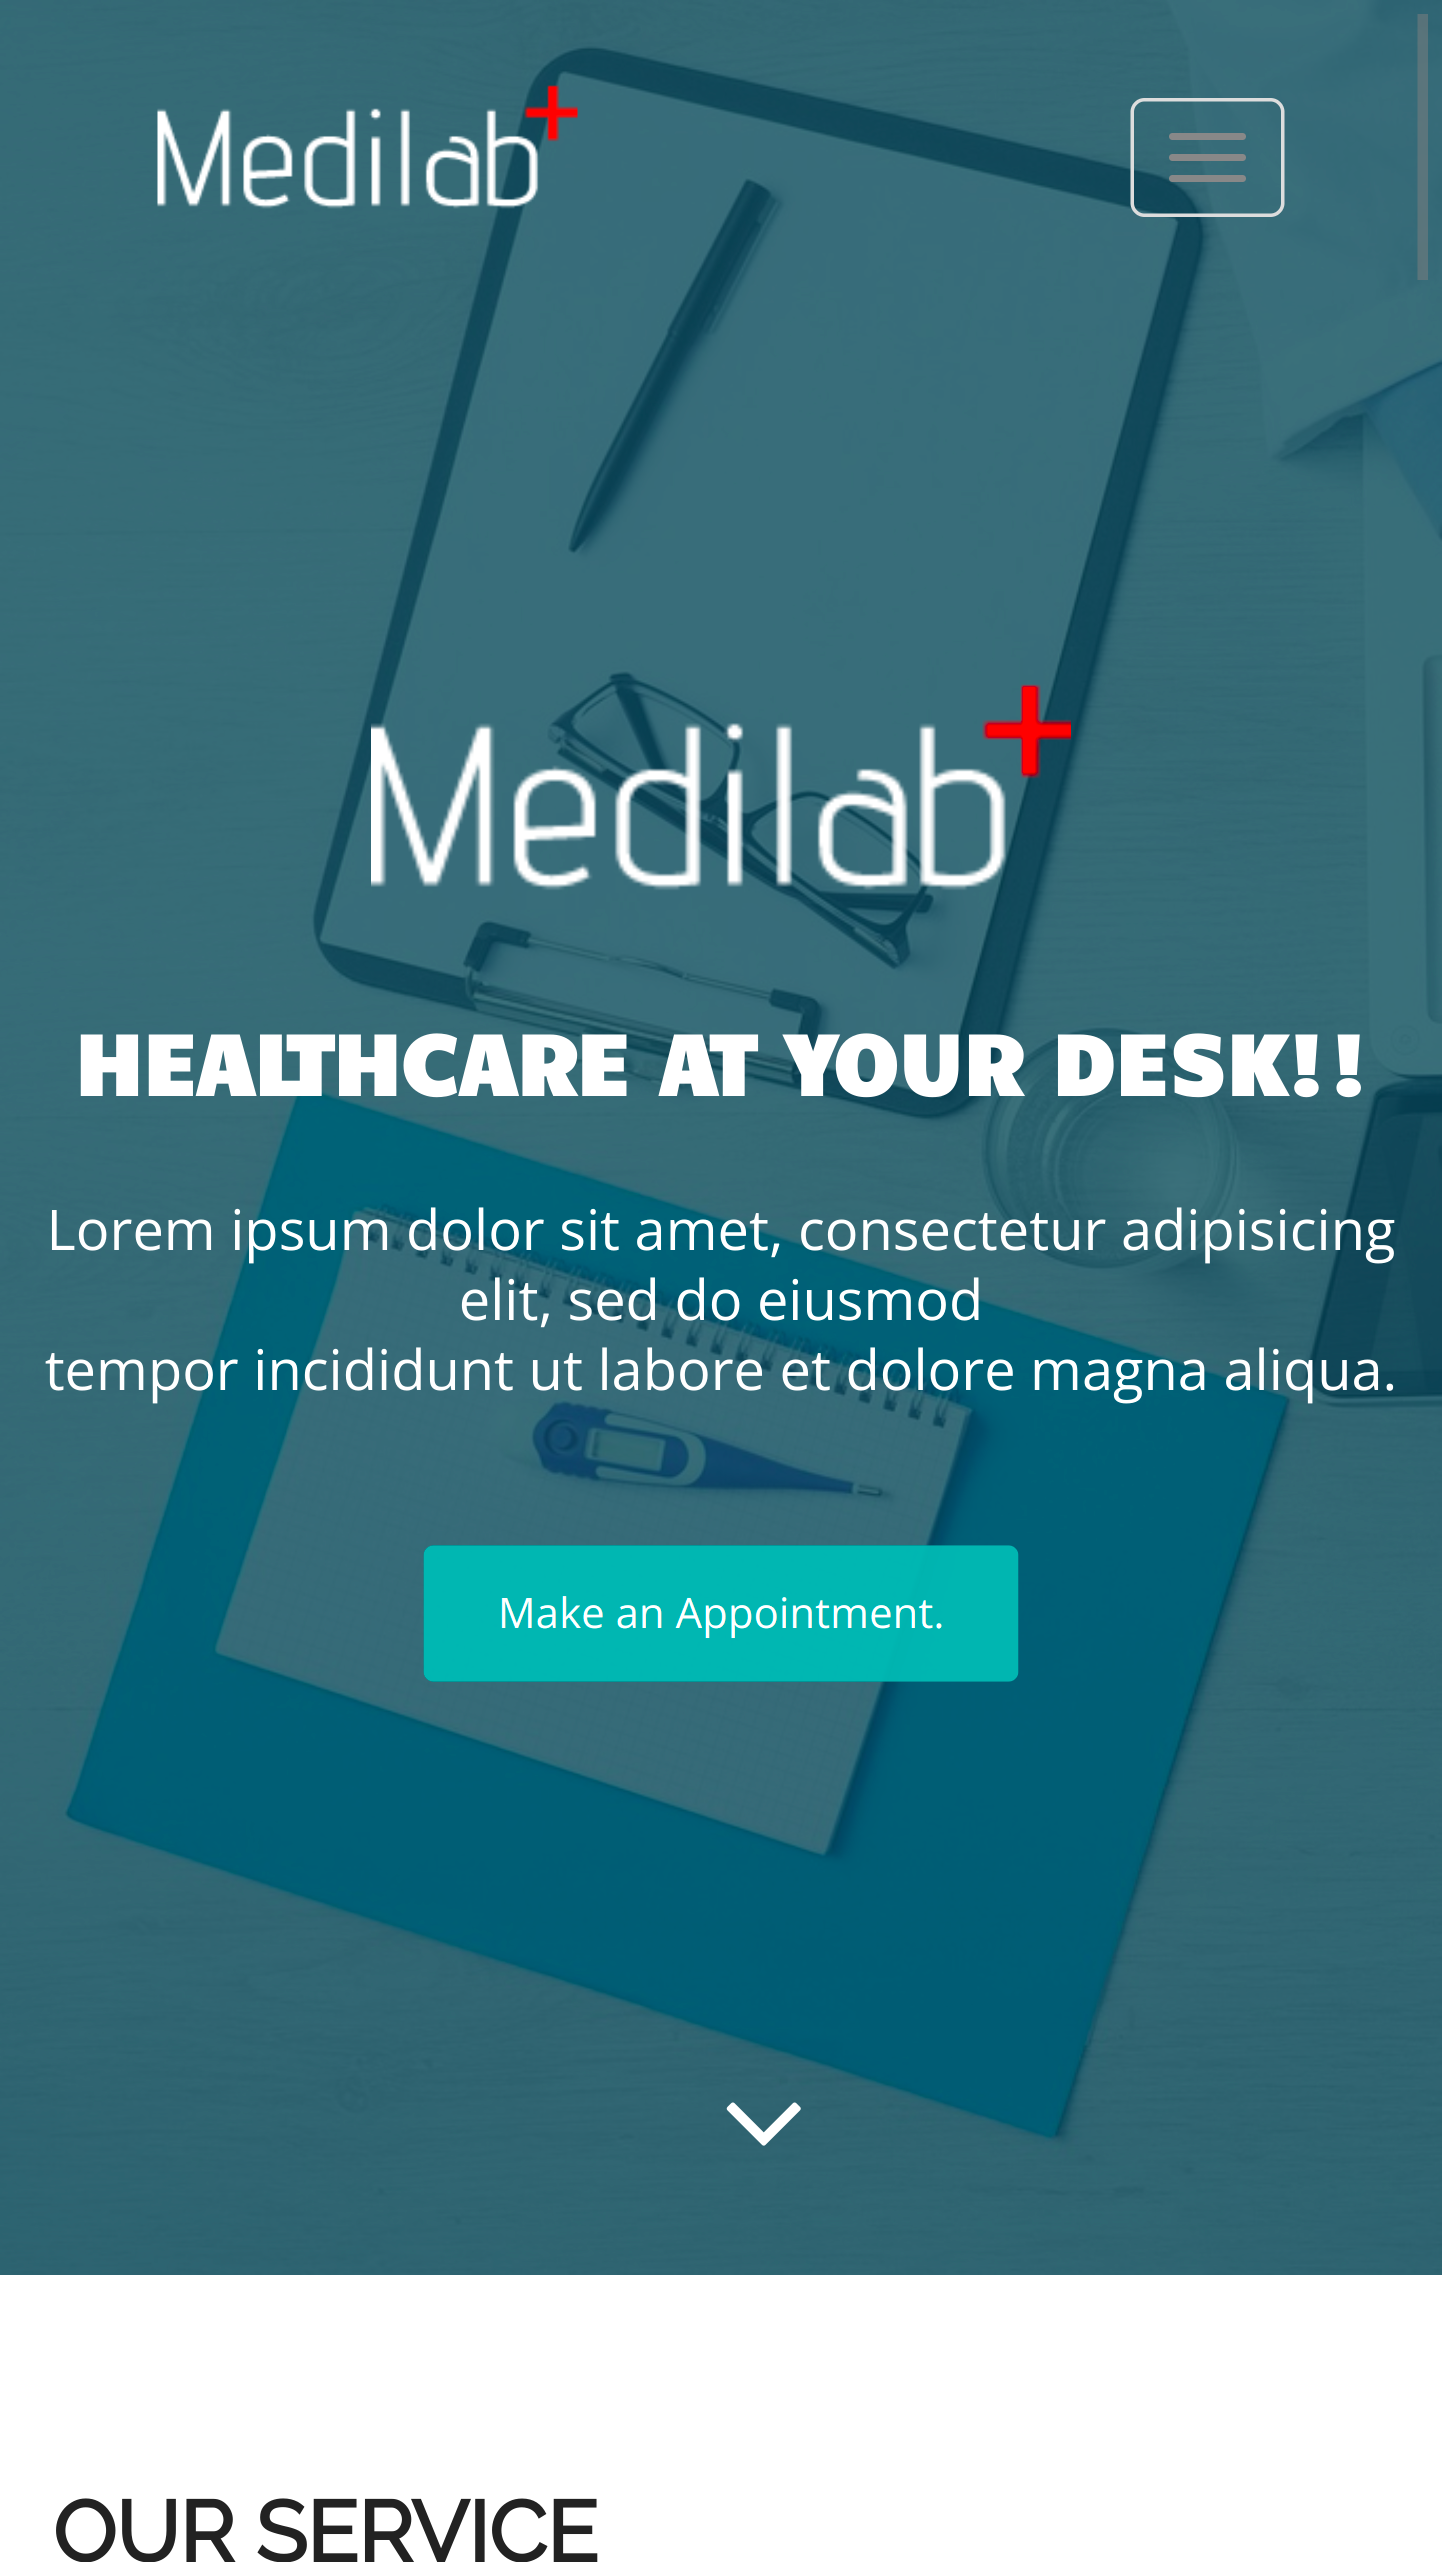 Medilab
Medilab
HEALTHCARE AT YOUR DESK!!
Lorem ipsum dolor sit amet, consectetur adipisicing
elit, sed do eiusmod
tempor incididunt ut labore et dolore magna aliqua.
Make an Appointment.
OUR SERVICE